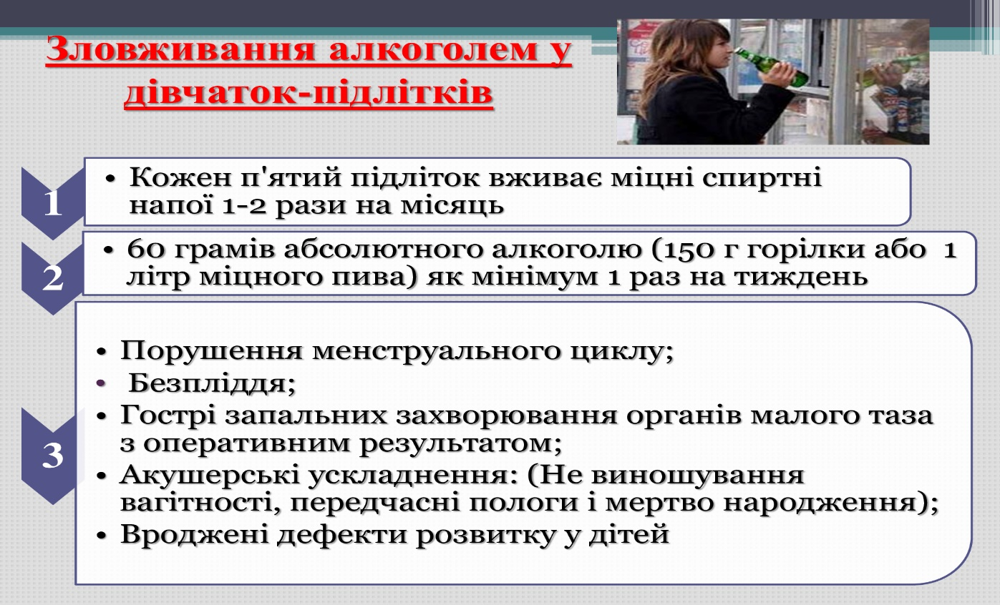 Зловживання алкоголем у
дівчаток-підлітків
1
• Кожен п'ятий підліток вживає міцні спиртні
напої 1-2 рази на місяць
2
• 60 грамів абсолютного алкоголю (150 г горілки або 1
літр міцного пива) як мінімум 1 раз на тиждень
3
• Порушення менструального циклу;
• Безпліддя;
• Гострі запальних захворювання органів малого таза
з оперативним результатом;
• Акушерські ускладнення: (Не виношування
вагітності, передчасні пологи і мертво народження);
• Вроджені дефекти розвитку у дітей